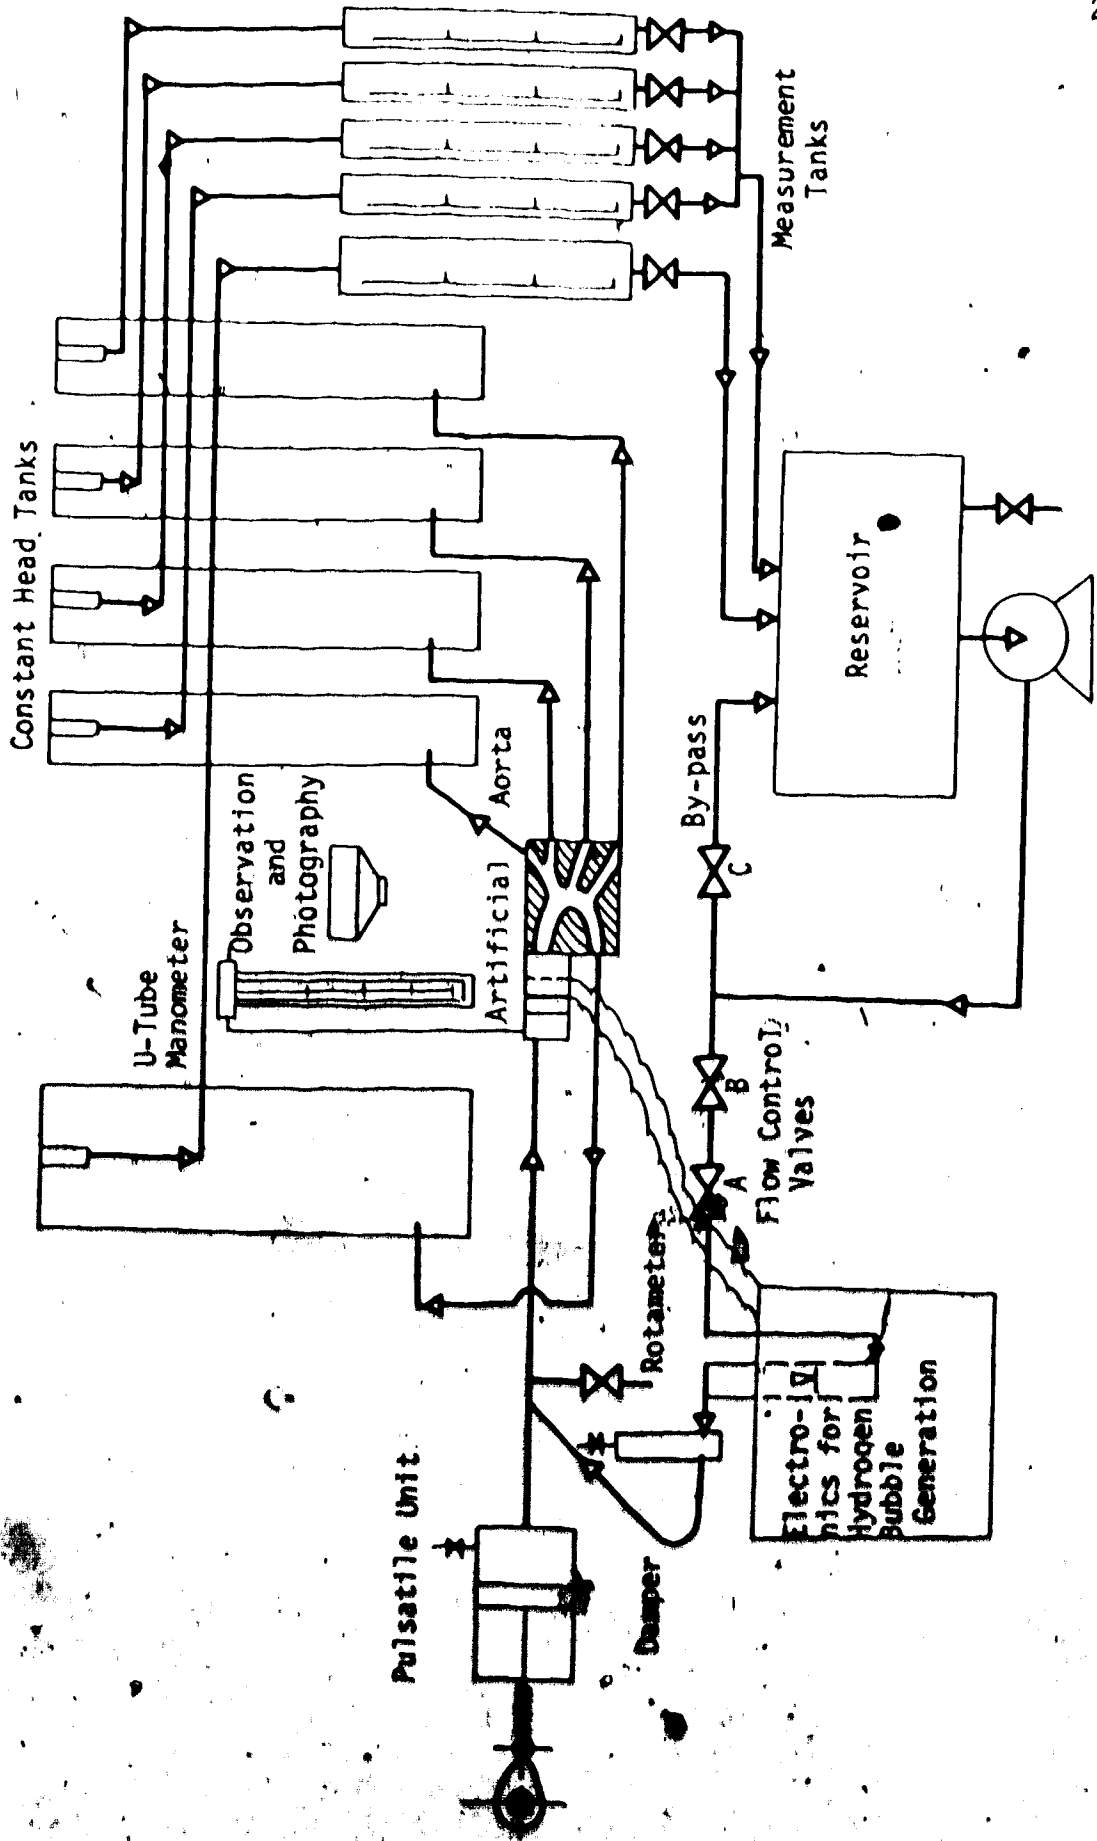 Constant Head Tanks
Measurement
Tanks
U-Tube
Manometer
Observation
and
Photography
Artificial
Aorta
Pulsatile Unit
Damper
Rotameter
Flow Control
Valves
A
B
C
By-pass
Reservoir
Electro-
nics for
Hydrogen
Bubble
Generation